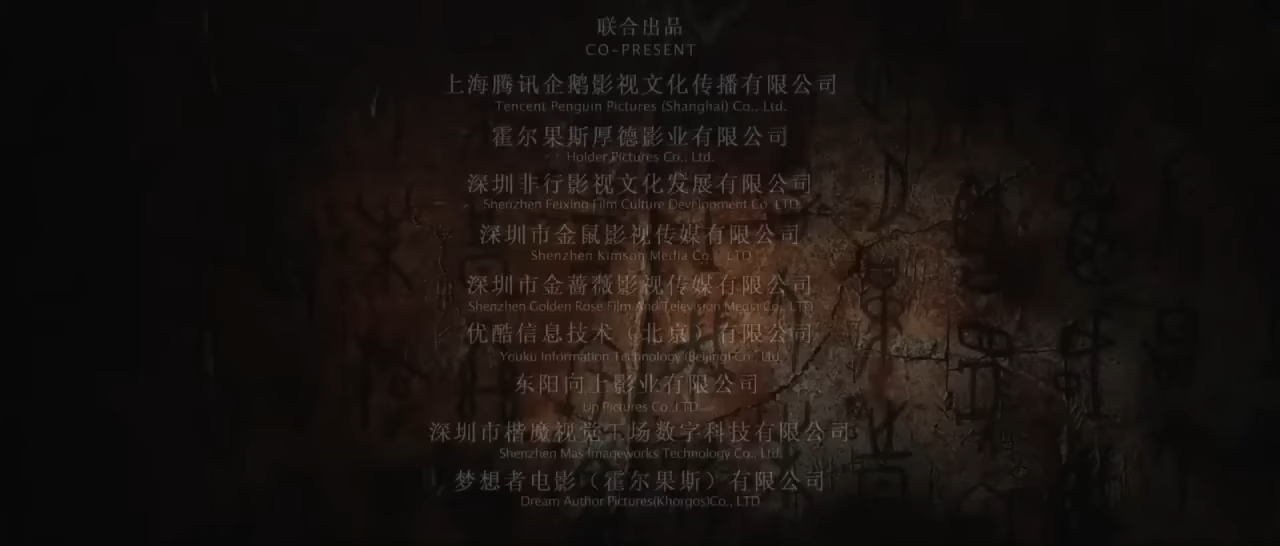 联合出品
CO-PRESENT
上海腾讯企鹅影视文化传播有限公司
Tencent Penguin Pictures (Shanghai) Co., Ltd.
霍尔果斯厚德影业有限公司
Holder Pictures Co., Ltd.
深圳非行影视文化发展有限公司
Shenzhen Feixing Film Culture Development Co. LTD
深圳市金鼠影视传媒有限公司
Shenzhen Kimson Media Co., LTD
深圳市金蔷薇影视传媒有限公司
Shenzhen Golden Rose Film And Television Media Co., LTD
优酷信息技术（北京）有限公司
Youku Information Technology (Beijing) Co., Ltd.
东阳向上影业有限公司
Up Pictures Co.,LTD
深圳市楷魔视觉工场数字科技有限公司
Shenzhen Mas Imageworks Technology Co., Ltd.
梦想者电影（霍尔果斯）有限公司
Dream Author Pictures(Khorgos)Co., LTD